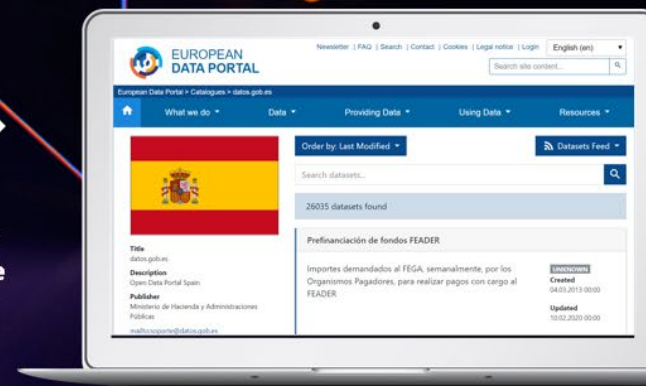 EUROPEAN
DATA PORTAL
Newsletter | FAQ | Search | Contact | Cookies | Legal notice | Login
English (en)
Search site content...
European Data Portal > Catalogues > datos.gob.es
What we do
Data
Providing Data
Using Data
Resources
Order by: Last Modified
Datasets Feed
Search datasets...
26035 datasets found
Prefinanciación de fondos FEADER
Title
datos.gob.es
Description
Open Data Portal Spain
Publisher
Ministerio de Hacienda y Administraciones
Públicas
mailto:soporte@datos.gob.es
Importes demandados al FEGA, semanalmente, por los
Organismos Pagadores, para realizar pagos con cargo al
FEADER
UNKNOWN
Created
04.03.2013 00:00
Updated
10.02.2020 00:00
e